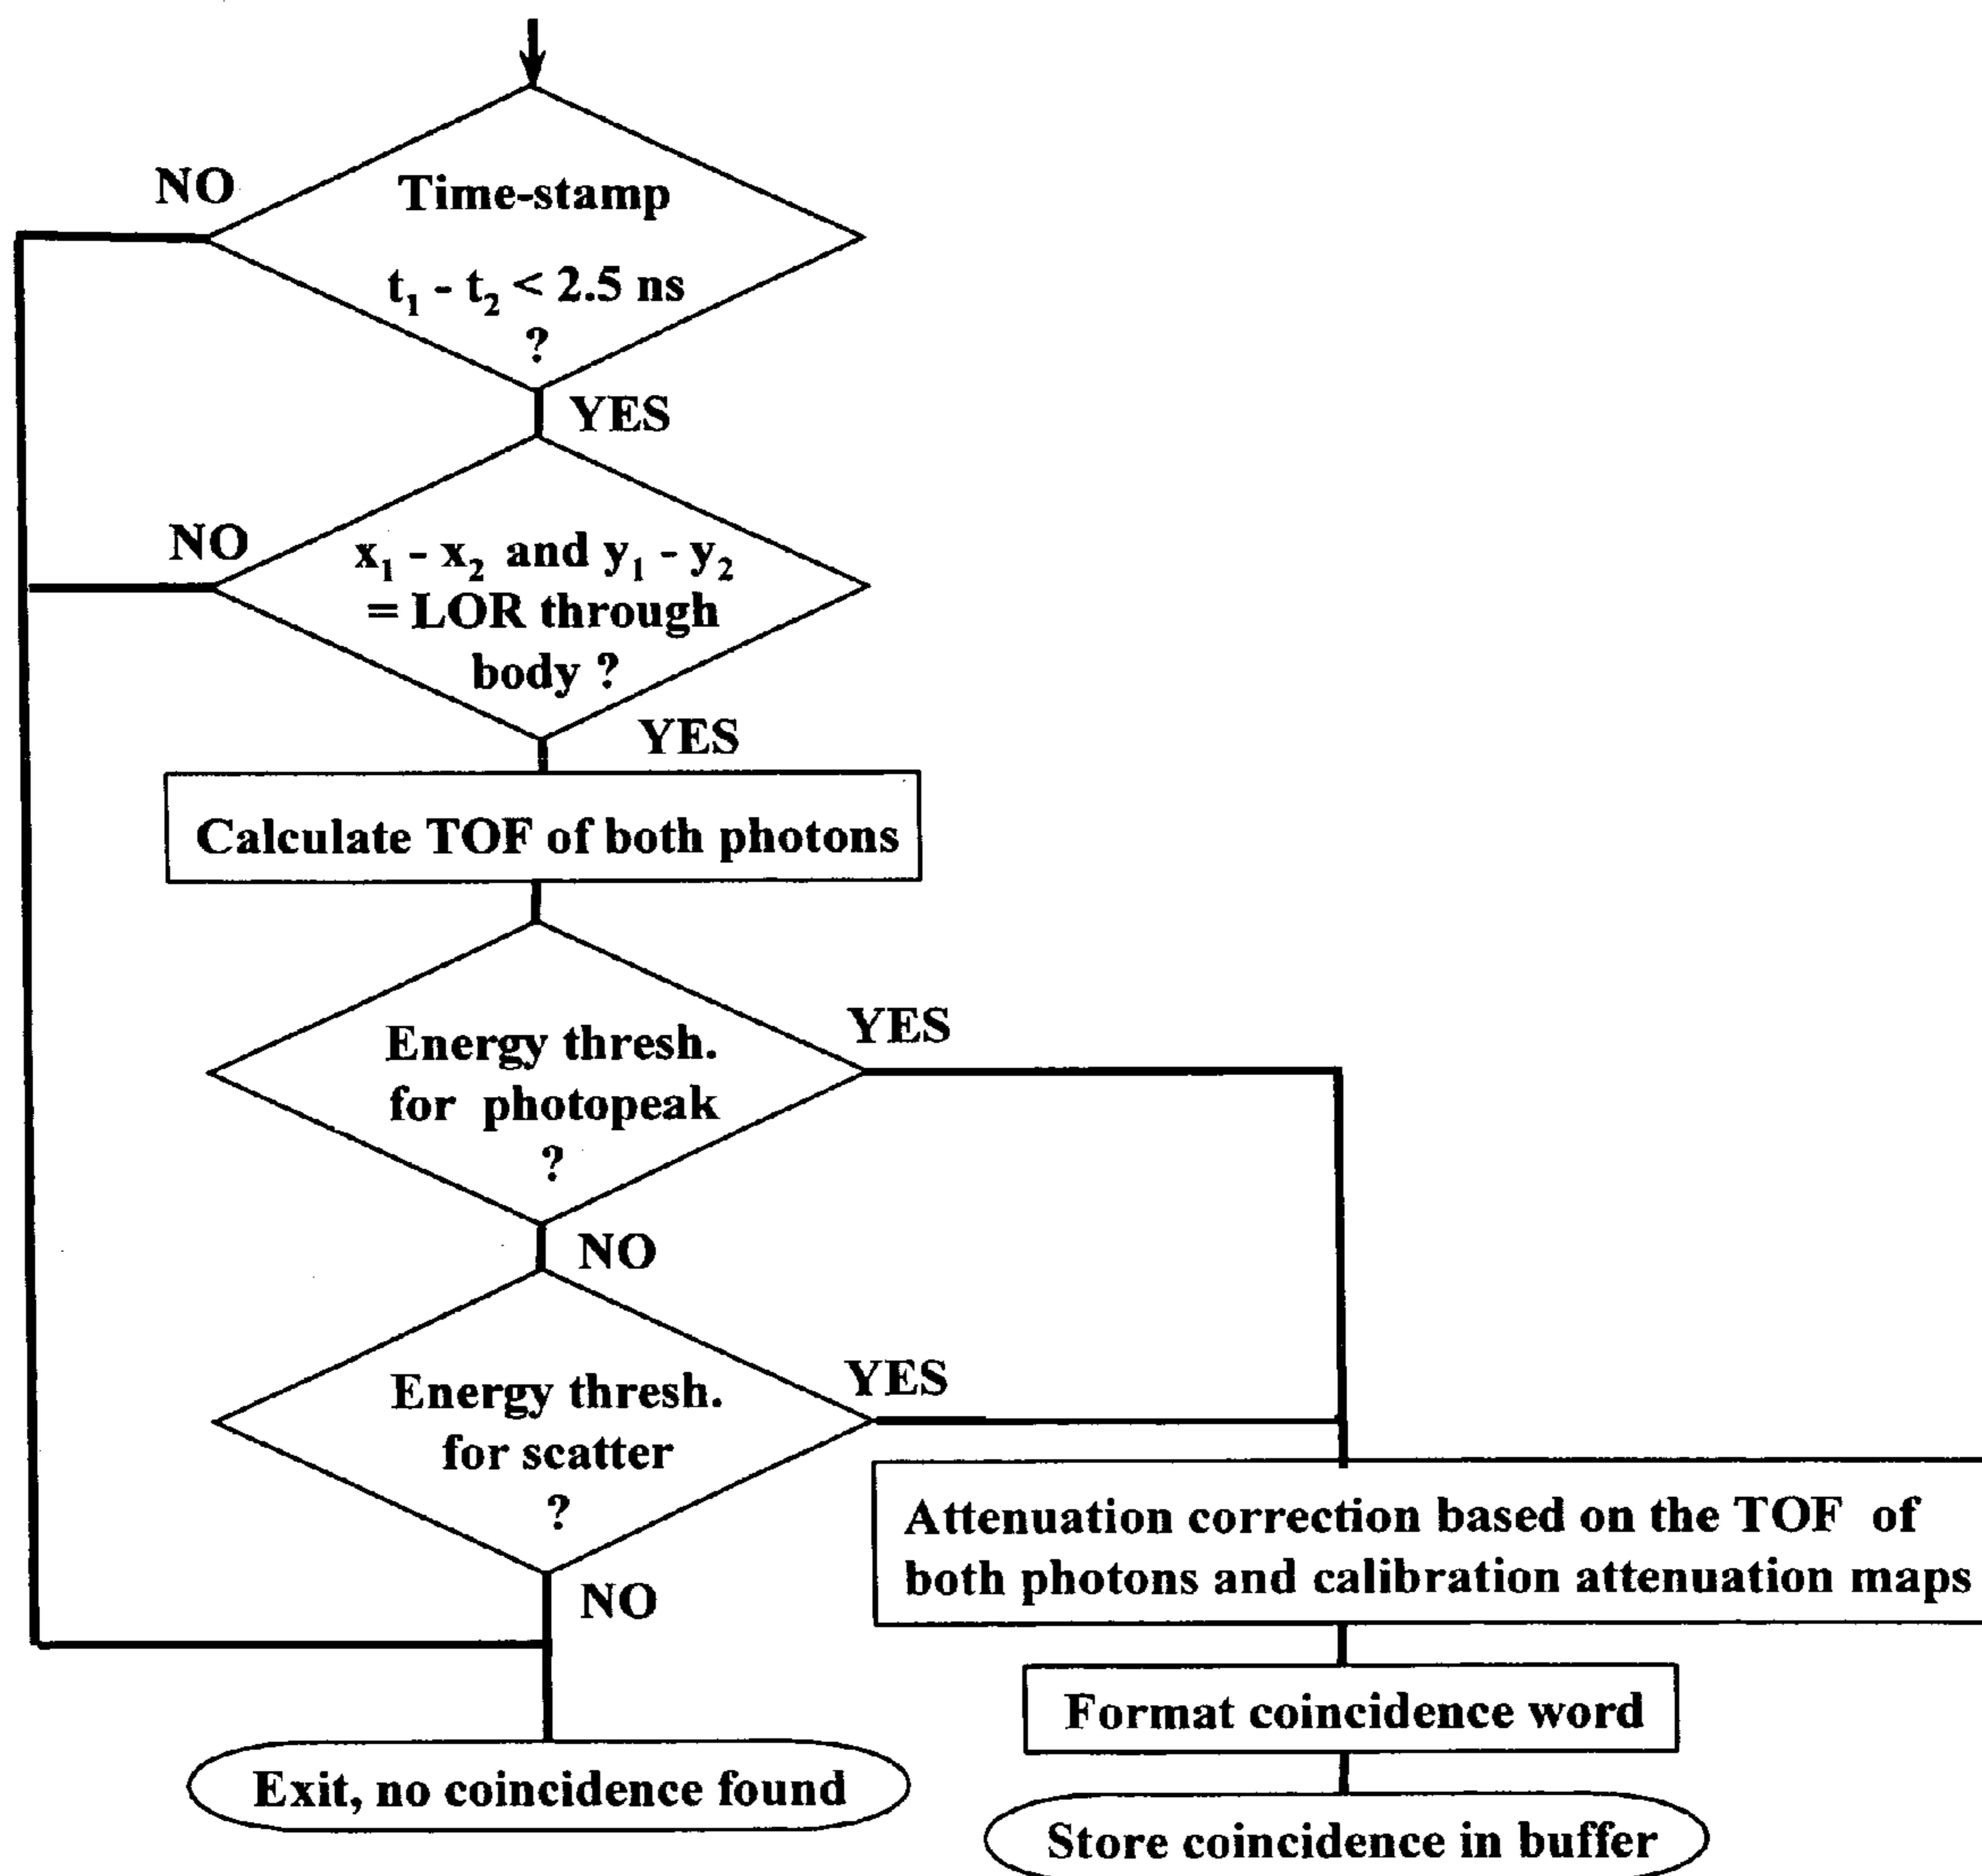 NO
Time-stamp
t₁ - t₂ < 2.5 ns
?
YES
NO
x₁ - x₂ and y₁ - y₂
= LOR through
body ?
YES
Calculate TOF of both photons
Energy thresh.
for photopeak
?
YES
NO
Energy thresh.
for scatter
?
YES
NO
Attenuation correction based on the TOF of
both photons and calibration attenuation maps
Format coincidence word
Exit, no coincidence found
Store coincidence in buffer